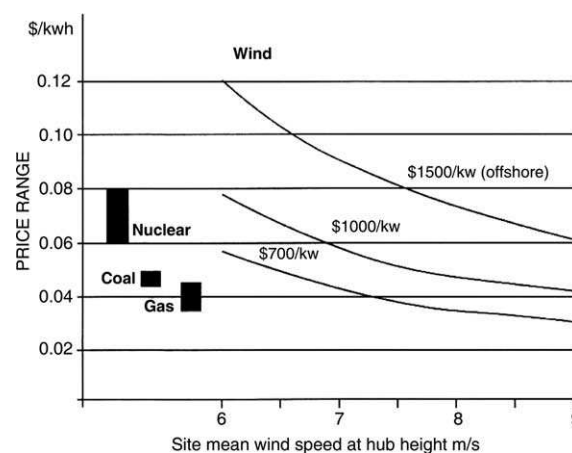 $/kwh
Wind
0.12
0.10
$1500/kw (offshore)
0.08
$1000/kw
Nuclear
0.06
$700/kw
Coal
0.04
Gas
0.02
PRICE RANGE
6 7 8 9
Site mean wind speed at hub height m/s